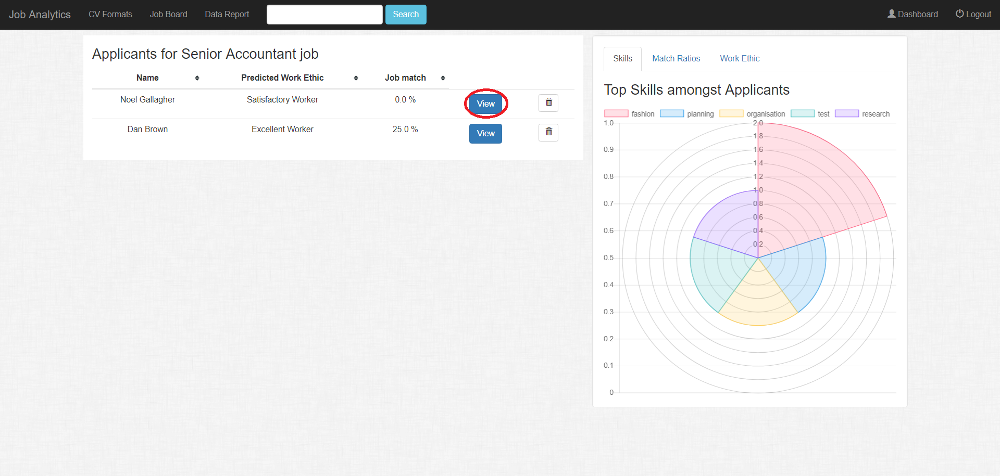 Job Analytics CV Formats Job Board Data Report Search Dashboard Logout
Applicants for Senior Accountant job
Name Predicted Work Ethic Job match
Noel Gallagher Satisfactory Worker 0.0 % View
Dan Brown Excellent Worker 25.0 % View
Skills Match Ratios Work Ethic
Top Skills amongst Applicants
fashion planning organisation test research
1.0
0.9
0.8
0.7
0.6
0.5
0.4
0.3
0.2
0.1
0
2.0
1.8
1.6
1.4
1.2
1.0
0.8
0.6
0.4
0.2